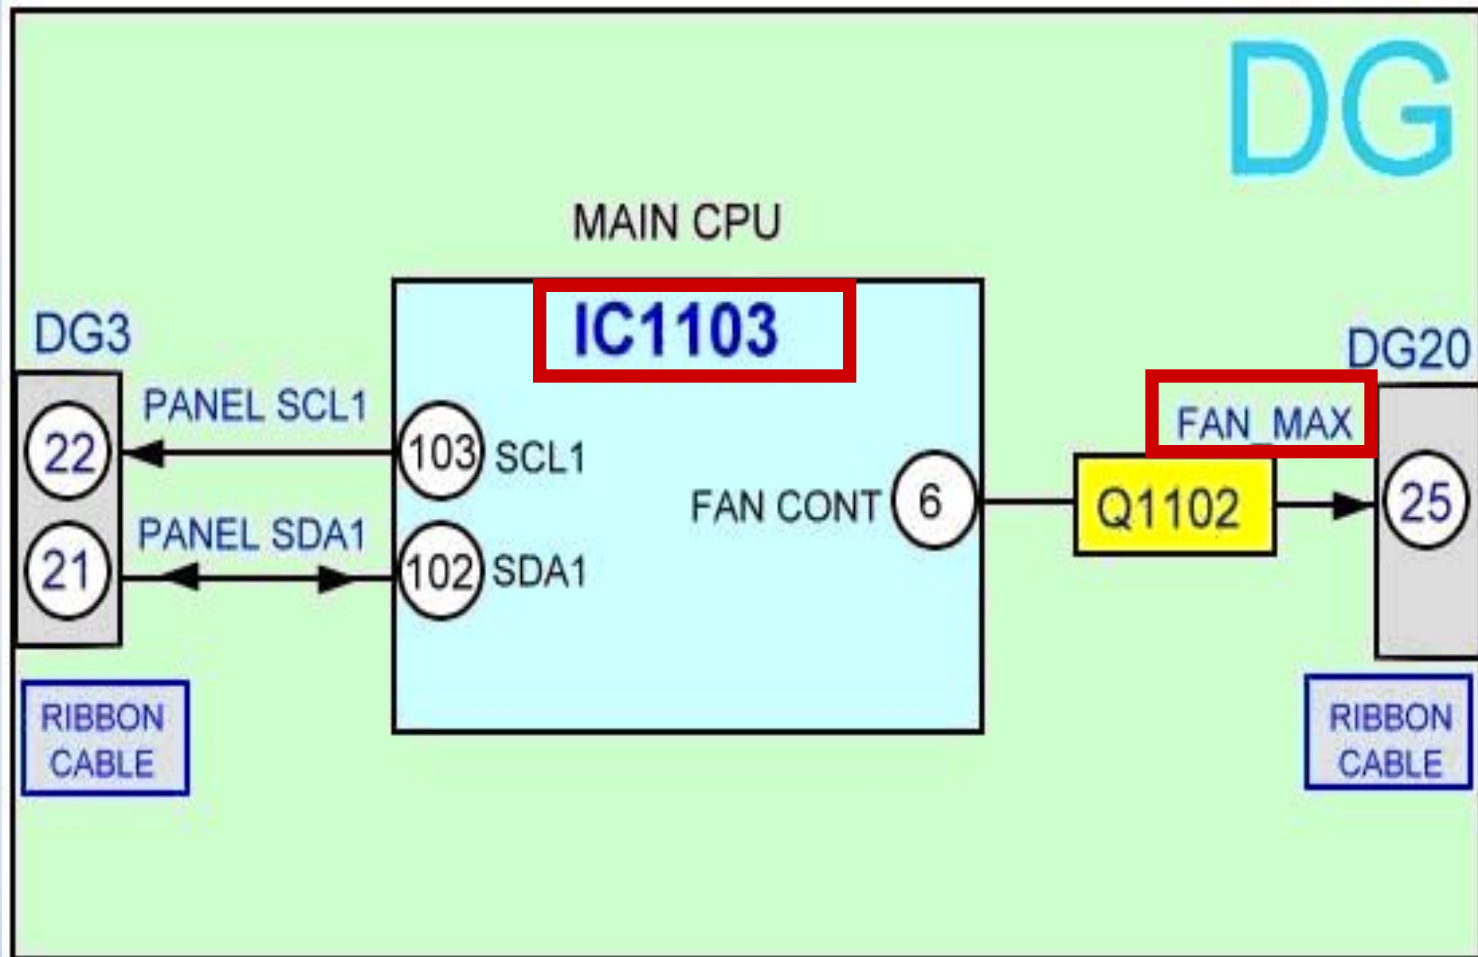 DG
MAIN CPU
IC1103
DG3
DG20
PANEL SCL1
FAN_MAX
22
103 SCL1
FAN CONT 6
Q1102
25
PANEL SDA1
21
102 SDA1
RIBBON
CABLE
RIBBON
CABLE